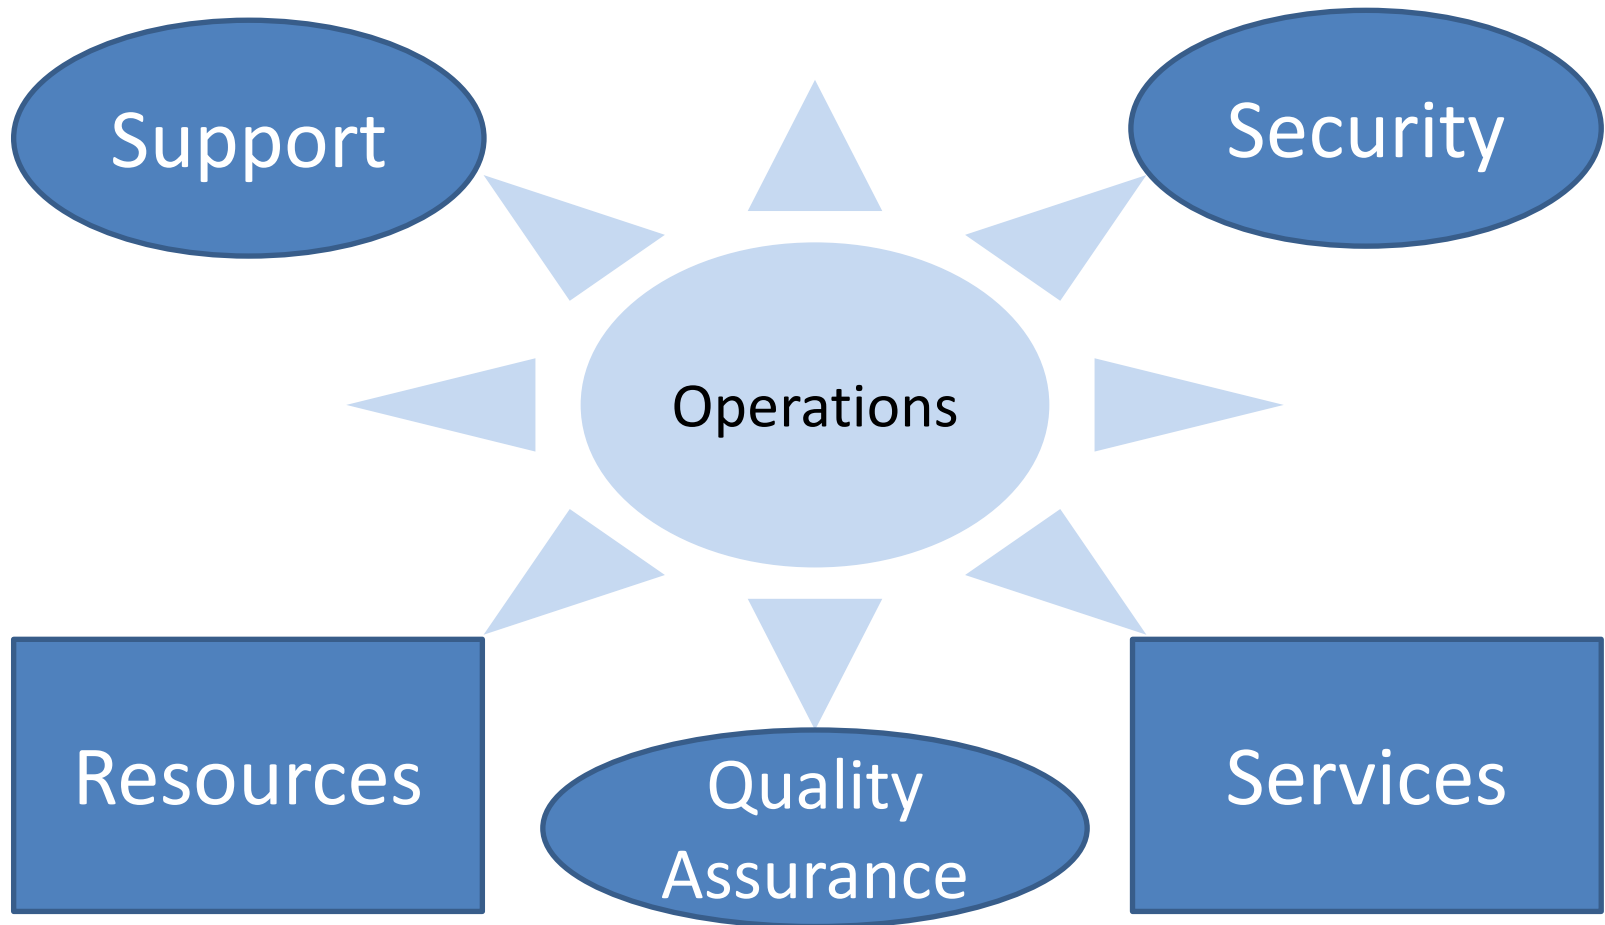 Support
Security
Operations
Resources
Quality
Assurance
Services